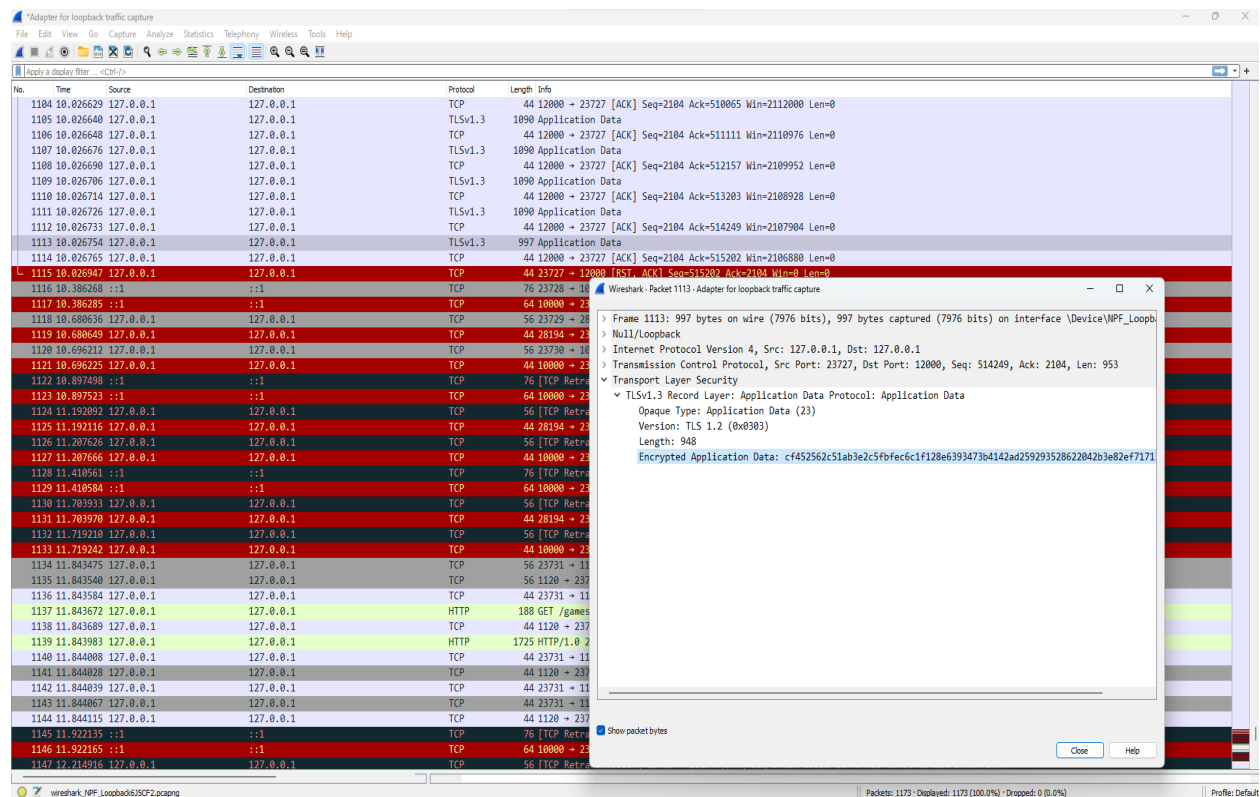 *Adapter for loopback traffic capture
File Edit View Go Capture Analyze Statistics Telephony Wireless Tools Help
Apply a display filter ... <Ctrl-/>
No. Time Source Destination Protocol Length Info
1104 10.026629 127.0.0.1 127.0.0.1 TCP 44 12000 → 23727 [ACK] Seq=2104 Ack=510065 Win=2112000 Len=0
1105 10.026640 127.0.0.1 127.0.0.1 TLSv1.3 1090 Application Data
1106 10.026648 127.0.0.1 127.0.0.1 TCP 44 12000 → 23727 [ACK] Seq=2104 Ack=511111 Win=2110976 Len=0
1107 10.026676 127.0.0.1 127.0.0.1 TLSv1.3 1090 Application Data
1108 10.026690 127.0.0.1 127.0.0.1 TCP 44 12000 → 23727 [ACK] Seq=2104 Ack=512157 Win=2109952 Len=0
1109 10.026706 127.0.0.1 127.0.0.1 TLSv1.3 1090 Application Data
1110 10.026714 127.0.0.1 127.0.0.1 TCP 44 12000 → 23727 [ACK] Seq=2104 Ack=513203 Win=2108928 Len=0
1111 10.026726 127.0.0.1 127.0.0.1 TLSv1.3 1090 Application Data
1112 10.026733 127.0.0.1 127.0.0.1 TCP 44 12000 → 23727 [ACK] Seq=2104 Ack=514249 Win=2107904 Len=0
1113 10.026754 127.0.0.1 127.0.0.1 TLSv1.3 997 Application Data
1114 10.026765 127.0.0.1 127.0.0.1 TCP 44 12000 → 23727 [ACK] Seq=2104 Ack=515202 Win=2106880 Len=0
1115 10.026947 127.0.0.1 127.0.0.1 TCP 44 23727 → 12000 [RST, ACK] Seq=515202 Ack=2104 Win=0 Len=0
1116 10.386268 ::1 ::1 TCP 76 23728 → 10
1117 10.386285 ::1 ::1 TCP 64 10000 → 23
1118 10.680636 127.0.0.1 127.0.0.1 TCP 56 23729 → 28
1119 10.680649 127.0.0.1 127.0.0.1 TCP 44 28194 → 23
1120 10.696212 127.0.0.1 127.0.0.1 TCP 56 23730 → 10
1121 10.696225 127.0.0.1 127.0.0.1 TCP 44 10000 → 23
1122 10.897498 ::1 ::1 TCP 76 [TCP Retra
1123 10.897523 ::1 ::1 TCP 64 10000 → 23
1124 11.192092 127.0.0.1 127.0.0.1 TCP 56 [TCP Retra
1125 11.192116 127.0.0.1 127.0.0.1 TCP 44 28194 → 23
1126 11.207626 127.0.0.1 127.0.0.1 TCP 56 [TCP Retra
1127 11.207666 127.0.0.1 127.0.0.1 TCP 44 10000 → 23
1128 11.410561 ::1 ::1 TCP 76 [TCP Retra
1129 11.410584 ::1 ::1 TCP 64 10000 → 23
1130 11.703933 127.0.0.1 127.0.0.1 TCP 56 [TCP Retra
1131 11.703970 127.0.0.1 127.0.0.1 TCP 44 28194 → 23
1132 11.719210 127.0.0.1 127.0.0.1 TCP 56 [TCP Retra
1133 11.719242 127.0.0.1 127.0.0.1 TCP 44 10000 → 23
1134 11.843475 127.0.0.1 127.0.0.1 TCP 56 23731 → 11
1135 11.843540 127.0.0.1 127.0.0.1 TCP 56 1120 → 237
1136 11.843584 127.0.0.1 127.0.0.1 TCP 44 23731 → 11
1137 11.843672 127.0.0.1 127.0.0.1 HTTP 188 GET /games
1138 11.843689 127.0.0.1 127.0.0.1 TCP 44 1120 → 237
1139 11.843983 127.0.0.1 127.0.0.1 HTTP 1725 HTTP/1.0 2
1140 11.844008 127.0.0.1 127.0.0.1 TCP 44 23731 → 11
1141 11.844028 127.0.0.1 127.0.0.1 TCP 44 1120 → 237
1142 11.844039 127.0.0.1 127.0.0.1 TCP 44 23731 → 11
1143 11.844067 127.0.0.1 127.0.0.1 TCP 44 23731 → 11
1144 11.844115 127.0.0.1 127.0.0.1 TCP 44 1120 → 237
1145 11.922135 ::1 ::1 TCP 76 [TCP Retra
1146 11.922165 ::1 ::1 TCP 64 10000 → 23
1147 12.214916 127.0.0.1 127.0.0.1 TCP 56 [TCP Retra
Wireshark · Packet 1113 · Adapter for loopback traffic capture
Frame 1113: 997 bytes on wire (7976 bits), 997 bytes captured (7976 bits) on interface \Device\NPF_Loopb
Null/Loopback
Internet Protocol Version 4, Src: 127.0.0.1, Dst: 127.0.0.1
Transmission Control Protocol, Src Port: 23727, Dst Port: 12000, Seq: 514249, Ack: 2104, Len: 953
Transport Layer Security
TLSv1.3 Record Layer: Application Data Protocol: Application Data
Opaque Type: Application Data (23)
Version: TLS 1.2 (0x0303)
Length: 948
Encrypted Application Data: cf452562c51ab3e2c5fbfec6c1f128e6393473b4142ad259293528622042b3e82ef7171
Show packet bytes
Close Help
wireshark_NPF_Loopback6J5CF2.pcapng Packets: 1173 · Displayed: 1173 (100.0%) · Dropped: 0 (0.0%) Profile: Default